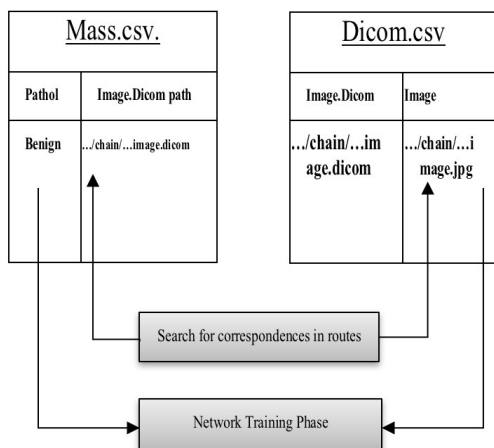 Mass.csv.
Pathol
Image.Dicom path
Benign
…/chain/…image.dicom
Dicom.csv
Image.Dicom
Image
…/chain/…im
age.dicom
…/chain/…i
mage.jpg
Search for correspondences in routes
Network Training Phase